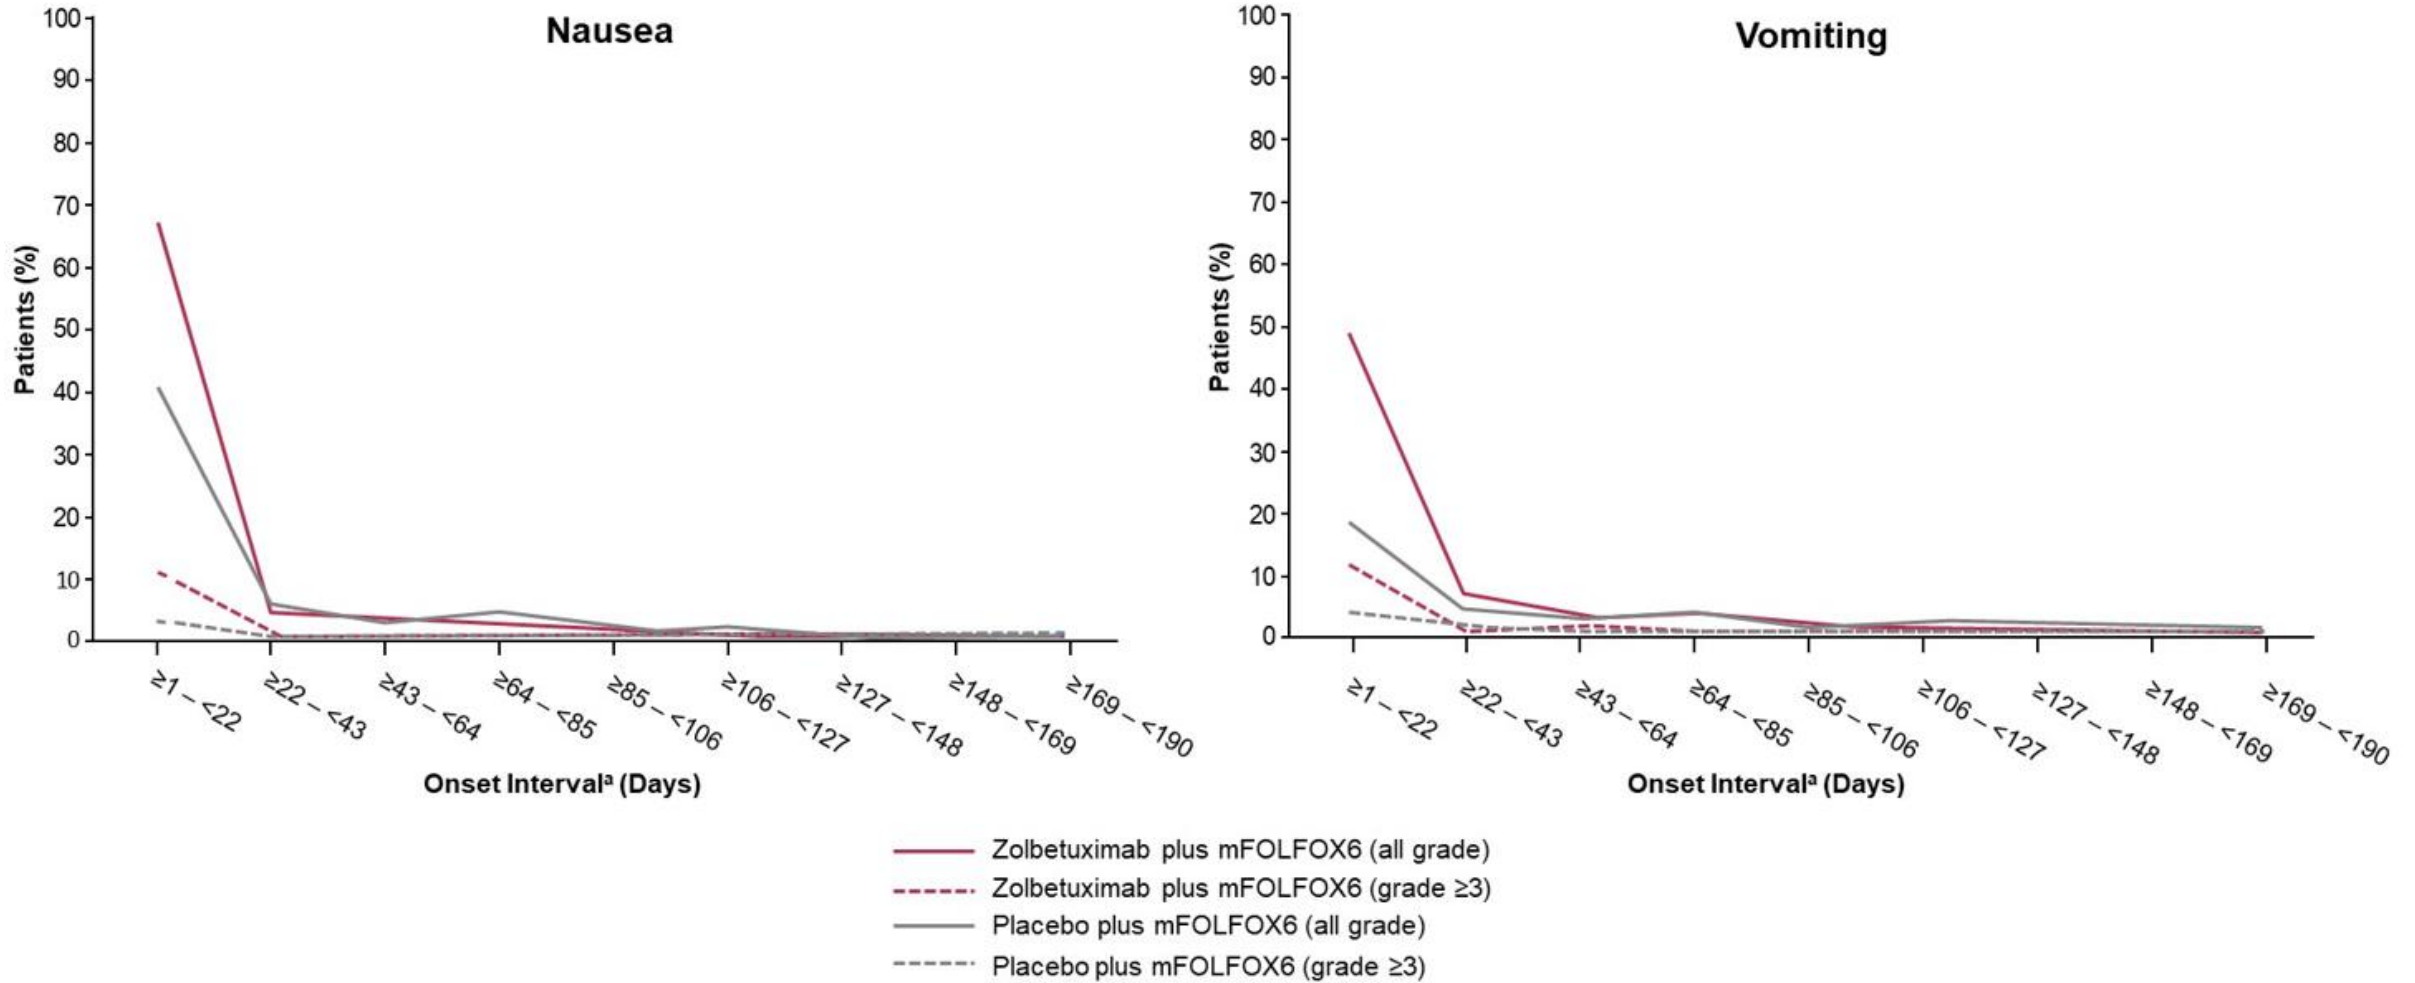 Nausea
Patients (%)
100
90
80
70
60
50
40
30
20
10
0
≥1 – <22
≥22 – <43
≥43 – <64
≥64 – <85
≥85 – <106
≥106 – <127
≥127 – <148
≥148 – <169
≥169 – <190
Onset Intervalᵃ (Days)
Vomiting
Patients (%)
100
90
80
70
60
50
40
30
20
10
0
≥1 – <22
≥22 – <43
≥43 – <64
≥64 – <85
≥85 – <106
≥106 – <127
≥127 – <148
≥148 – <169
≥169 – <190
Onset Intervalᵃ (Days)
Zolbetuximab plus mFOLFOX6 (all grade)
Zolbetuximab plus mFOLFOX6 (grade ≥3)
Placebo plus mFOLFOX6 (all grade)
Placebo plus mFOLFOX6 (grade ≥3)